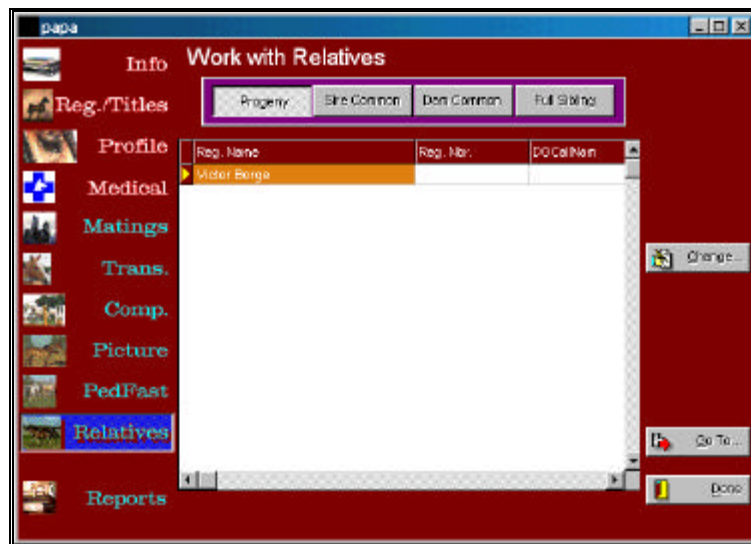 papa
Info
Reg./Titles
Profile
Medical
Matings
Trans.
Comp.
Picture
PedFast
Relatives
Reports
Work with Relatives
Progeny
Sire Common
Dam Common
Full Sibling
Reg. Name
Reg. Nbr.
DGCallNam
Victor Borge
Change...
Go To...
Done